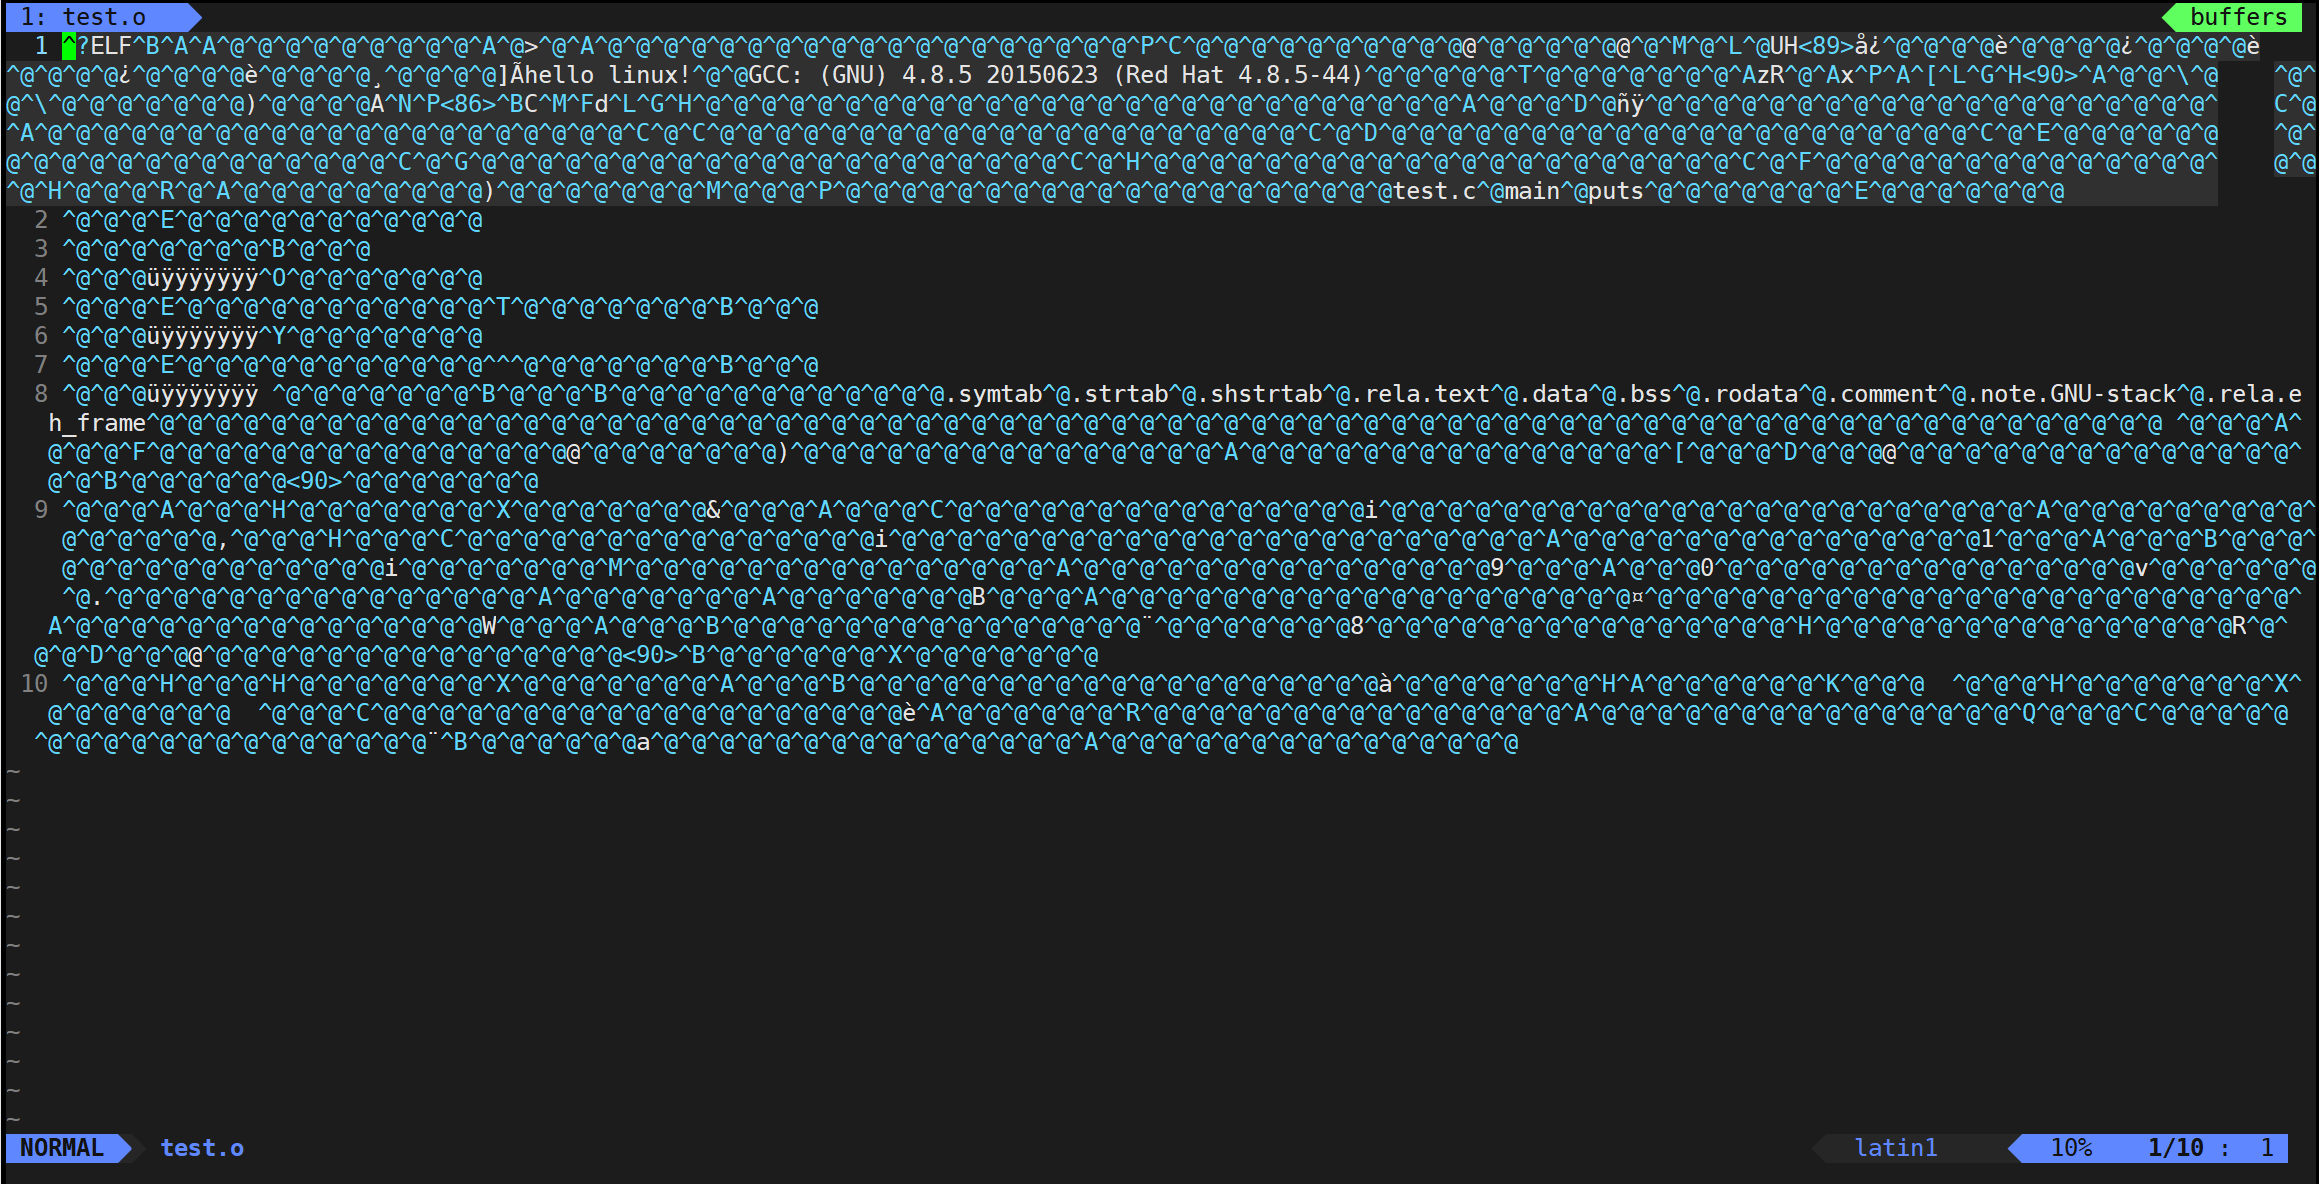 1: test.o buffers
1 ^?ELF^B^A^A^@^@^@^@^@^@^@^@^@^A^@>^@^A^@^@^@^@^@^@^@^@^@^@^@^@^@^@^@^@^@^@^@^P^C^@^@^@^@^@^@^@^@^@^@@^@^@^@^@^@@^@^M^@^L^@UH<89>å¿^@^@^@^@è^@^@^@^@¿^@^@^@^@è
^@^@^@^@¿^@^@^@^@è^@^@^@^@¸^@^@^@^@]Ãhello linux!^@^@GCC: (GNU) 4.8.5 20150623 (Red Hat 4.8.5-44)^@^@^@^@^@^T^@^@^@^@^@^@^@^AzR^@^Ax^P^A^[^L^G^H<90>^A^@^@^\^@    ^@^
@^\^@^@^@^@^@^@^@)^@^@^@^@A^N^P<86>^BC^M^Fd^L^G^H^@^@^@^@^@^@^@^@^@^@^@^@^@^@^@^@^@^@^@^@^@^@^@^@^@^@^@^A^@^@^@^D^@ñÿ^@^@^@^@^@^@^@^@^@^@^@^@^@^@^@^@^@^@^@^@^    C^@
^A^@^@^@^@^@^@^@^@^@^@^@^@^@^@^@^@^@^@^@^@^@^C^@^C^@^@^@^@^@^@^@^@^@^@^@^@^@^@^@^@^@^@^@^@^@^C^@^D^@^@^@^@^@^@^@^@^@^@^@^@^@^@^@^@^@^@^@^@^@^C^@^E^@^@^@^@^@^@    ^@^
@^@^@^@^@^@^@^@^@^@^@^@^@^@^C^@^G^@^@^@^@^@^@^@^@^@^@^@^@^@^@^@^@^@^@^@^@^@^C^@^H^@^@^@^@^@^@^@^@^@^@^@^@^@^@^@^@^@^@^@^@^@^C^@^F^@^@^@^@^@^@^@^@^@^@^@^@^@^@^    @^@
^@^H^@^@^@^R^@^A^@^@^@^@^@^@^@^@^@)^@^@^@^@^@^@^@^M^@^@^@^P^@^@^@^@^@^@^@^@^@^@^@^@^@^@^@^@^@^@^@^@test.c^@main^@puts^@^@^@^@^@^@^@^E^@^@^@^@^@^@^@
2 ^@^@^@^E^@^@^@^@^@^@^@^@^@^@^@
3 ^@^@^@^@^@^@^@^B^@^@^@
4 ^@^@^@üÿÿÿÿÿÿÿ^O^@^@^@^@^@^@^@
5 ^@^@^@^E^@^@^@^@^@^@^@^@^@^@^@^T^@^@^@^@^@^@^@^B^@^@^@
6 ^@^@^@üÿÿÿÿÿÿÿ^Y^@^@^@^@^@^@^@
7 ^@^@^@^E^@^@^@^@^@^@^@^@^@^@^@^^^@^@^@^@^@^@^@^B^@^@^@
8 ^@^@^@üÿÿÿÿÿÿÿ ^@^@^@^@^@^@^@^B^@^@^@^B^@^@^@^@^@^@^@^@^@^@^@^@.symtab^@.strtab^@.shstrtab^@.rela.text^@.data^@.bss^@.rodata^@.comment^@.note.GNU-stack^@.rela.e
h_frame^@^@^@^@^@^@^@^@^@^@^@^@^@^@^@^@^@^@^@^@^@^@^@^@^@^@^@^@^@^@^@^@^@^@^@^@^@^@^@^@^@^@^@^@^@^@^@^@^@^@^@^@^@^@^@^@^@^@^@^@^@^@^@^@^@^@^@^@^@^@^@^@ ^@^@^@^A^
@^@^@^F^@^@^@^@^@^@^@^@^@^@^@^@^@^@^@@^@^@^@^@^@^@^@)^@^@^@^@^@^@^@^@^@^@^@^@^@^@^@^A^@^@^@^@^@^@^@^@^@^@^@^@^@^@^@^[^@^@^@^D^@^@^@@^@^@^@^@^@^@^@^@^@^@^@^@^@^@^
@^@^B^@^@^@^@^@^@<90>^@^@^@^@^@^@^@
9 ^@^@^@^A^@^@^@^H^@^@^@^@^@^@^@^X^@^@^@^@^@^@^@&^@^@^@^A^@^@^@^C^@^@^@^@^@^@^@^@^@^@^@^@^@^@^@i^@^@^@^@^@^@^@^@^@^@^@^@^@^@^@^@^@^@^@^@^@^@^@^A^@^@^@^@^@^@^@^@^@^
@^@^@^@^@^@,^@^@^@^H^@^@^@^C^@^@^@^@^@^@^@^@^@^@^@^@^@^@^@i^@^@^@^@^@^@^@^@^@^@^@^@^@^@^@^@^@^@^@^@^@^@^@^A^@^@^@^@^@^@^@^@^@^@^@^@^@^@^@1^@^@^@^A^@^@^@^B^@^@^@^
@^@^@^@^@^@^@^@^@^@^@^@i^@^@^@^@^@^@^@^M^@^@^@^@^@^@^@^@^@^@^@^@^@^@^@^A^@^@^@^@^@^@^@^@^@^@^@^@^@^@^@9^@^@^@^A^@^@^@0^@^@^@^@^@^@^@^@^@^@^@^@^@^@^@v^@^@^@^@^@^@
^@.^@^@^@^@^@^@^@^@^@^@^@^@^@^@^@^A^@^@^@^@^@^@^@^A^@^@^@^@^@^@^@B^@^@^@^A^@^@^@^@^@^@^@^@^@^@^@^@^@^@^@^@^@^@^@¤^@^@^@^@^@^@^@^@^@^@^@^@^@^@^@^@^@^@^@^@^@^@^@^
A^@^@^@^@^@^@^@^@^@^@^@^@^@^@^@W^@^@^@^A^@^@^@^B^@^@^@^@^@^@^@^@^@^@^@^@^@^@^@¨^@^@^@^@^@^@^@8^@^@^@^@^@^@^@^@^@^@^@^@^@^@^@^H^@^@^@^@^@^@^@^@^@^@^@^@^@^@^@R^@^
@^@^D^@^@^@@^@^@^@^@^@^@^@^@^@^@^@^@^@^@^@<90>^B^@^@^@^@^@^@^X^@^@^@^@^@^@^@
10 ^@^@^@^H^@^@^@^H^@^@^@^@^@^@^@^X^@^@^@^@^@^@^@^A^@^@^@^B^@^@^@^@^@^@^@^@^@^@^@^@^@^@^@^@^@^@^@à^@^@^@^@^@^@^@^H^A^@^@^@^@^@^@^K^@^@^@  ^@^@^@^H^@^@^@^@^@^@^@^X^
@^@^@^@^@^@^@  ^@^@^@^C^@^@^@^@^@^@^@^@^@^@^@^@^@^@^@^@^@^@^@è^A^@^@^@^@^@^@^R^@^@^@^@^@^@^@^@^@^@^@^@^@^@^@^A^@^@^@^@^@^@^@^@^@^@^@^@^@^@^@^Q^@^@^@^C^@^@^@^@^@
^@^@^@^@^@^@^@^@^@^@^@^@^@^@¨^B^@^@^@^@^@^@a^@^@^@^@^@^@^@^@^@^@^@^@^@^@^@^A^@^@^@^@^@^@^@^@^@^@^@^@^@^@^@
~
~
~
~
~
~
~
~
~
~
~
~
~
NORMAL test.o latin1 10% 1/10 : 1